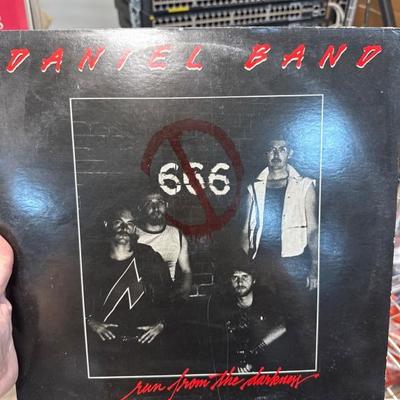 DANIEL BAND
666
run from the darkness